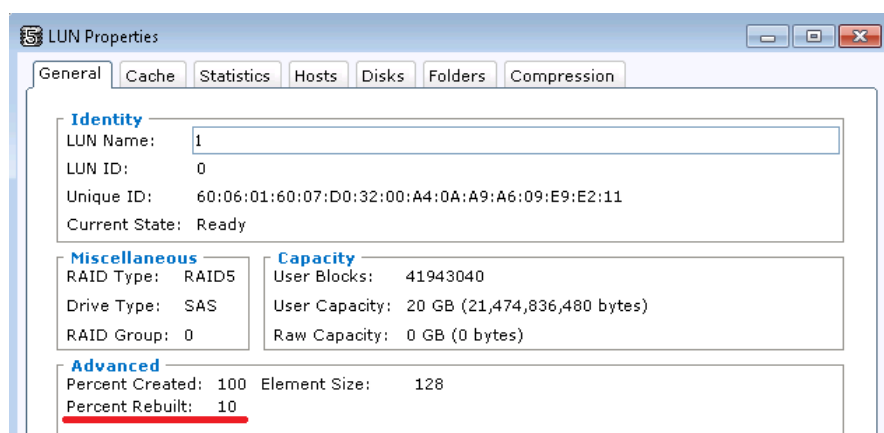 LUN Properties
General Cache Statistics Hosts Disks Folders Compression
Identity
LUN Name: 1
LUN ID: 0
Unique ID: 60:06:01:60:07:D0:32:00:A4:0A:A9:A6:09:E9:E2:11
Current State: Ready
Miscellaneous
RAID Type: RAID5
Drive Type: SAS
RAID Group: 0
Capacity
User Blocks: 41943040
User Capacity: 20 GB (21,474,836,480 bytes)
Raw Capacity: 0 GB (0 bytes)
Advanced
Percent Created: 100 Element Size: 128
Percent Rebuilt: 10